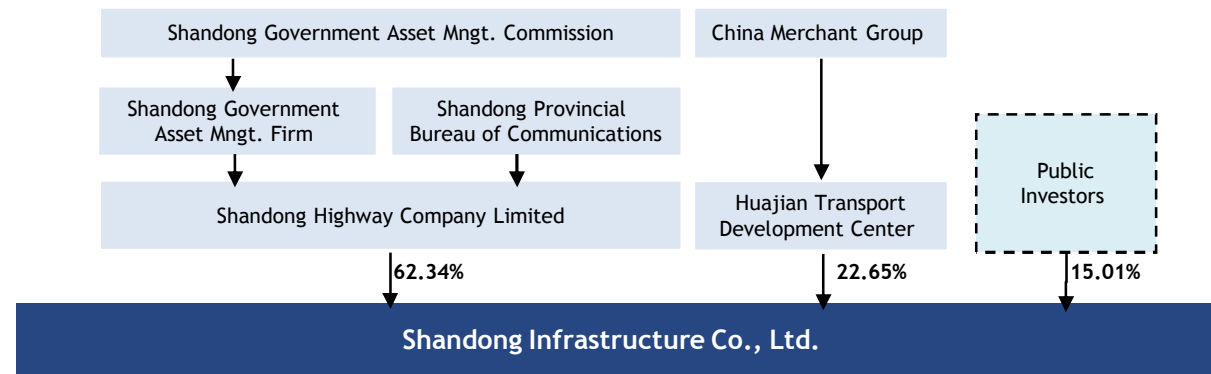 Shandong Government Asset Mngt. Commission
China Merchant Group
Shandong Government
Asset Mngt. Firm
Shandong Provincial
Bureau of Communications
Public
Investors
Shandong Highway Company Limited
Huajian Transport
Development Center
62.34%
22.65%
15.01%
Shandong Infrastructure Co., Ltd.